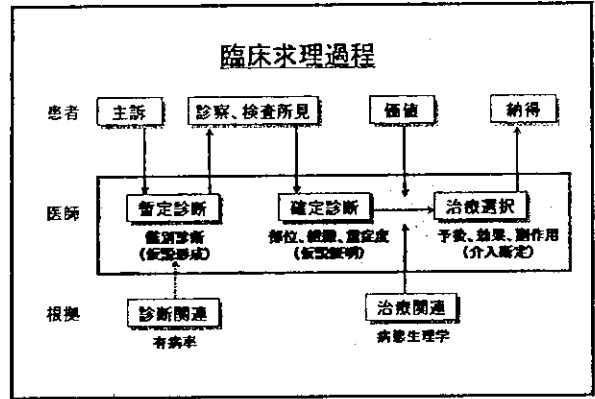 臨床求理過程
患者 主訴 診察、検査所見 価値 納得
医師 暫定診断 確定診断 治療選択
鑑別診断 部位、組織、重症度 予後、効果、副作用
(仮説形成) (仮説証明) (介入断定)
根拠 診断関連 治療関連
有病率 病態生理学